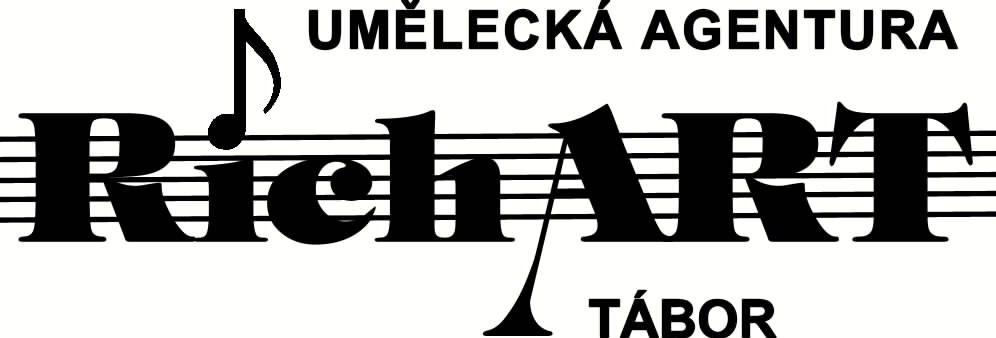 UMĚLECKÁ AGENTURA
RichART
TÁBOR